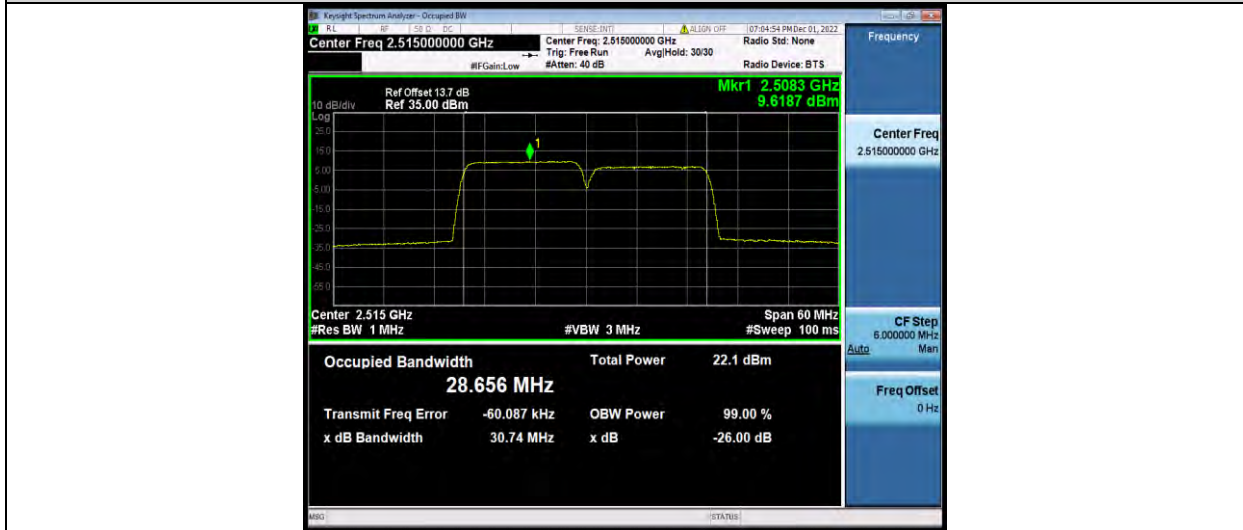 Keysight Spectrum Analyzer - Occupied BW
RL RF 50 Ω DC SENSE:INT ALIGN OFF 07:04:54 PM Dec 01, 2022
Center Freq 2.515000000 GHz
Center Freq: 2.515000000 GHz Radio Std: None
Trig: Free Run Avg|Hold: 30/30
#IFGain:Low #Atten: 40 dB Radio Device: BTS
Frequency
Mkr1 2.5083 GHz
9.6187 dBm
Ref Offset 13.7 dB
10 dB/div Ref 35.00 dBm
Log
25.0
15.0
5.00
-5.00
-15.0
-25.0
-35.0
-45.0
-55.0
1
Center 2.515 GHz Span 60 MHz
#Res BW 1 MHz #VBW 3 MHz #Sweep 100 ms
Occupied Bandwidth Total Power 22.1 dBm
28.656 MHz
Transmit Freq Error -60.087 kHz OBW Power 99.00 %
x dB Bandwidth 30.74 MHz x dB -26.00 dB
MSG STATUS
Center Freq
2.515000000 GHz
CF Step
6.000000 MHz
Auto Man
Freq Offset
0 Hz